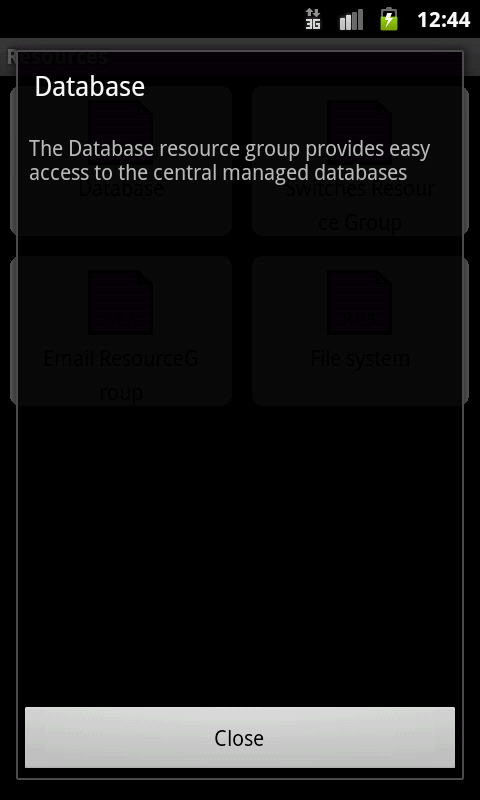 3G
12:44
Resources
Database
The Database resource group provides easy
access to the central managed databases
Database
Switches Resour
ce Group
Email ResourceG
roup
File system
Close